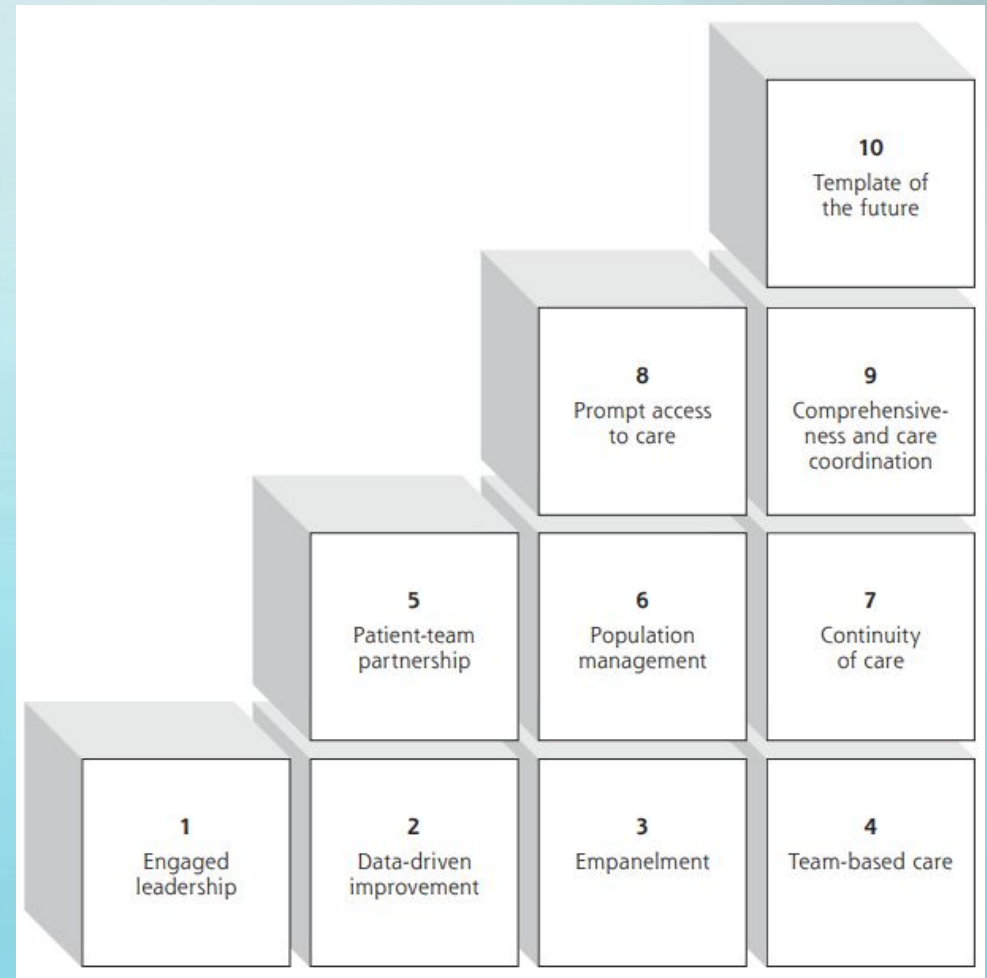 10
Template of
the future
8
Prompt access
to care
9
Comprehensive-
ness and care
coordination
5
Patient-team
partnership
6
Population
management
7
Continuity
of care
1
Engaged
leadership
2
Data-driven
improvement
3
Empanelment
4
Team-based care